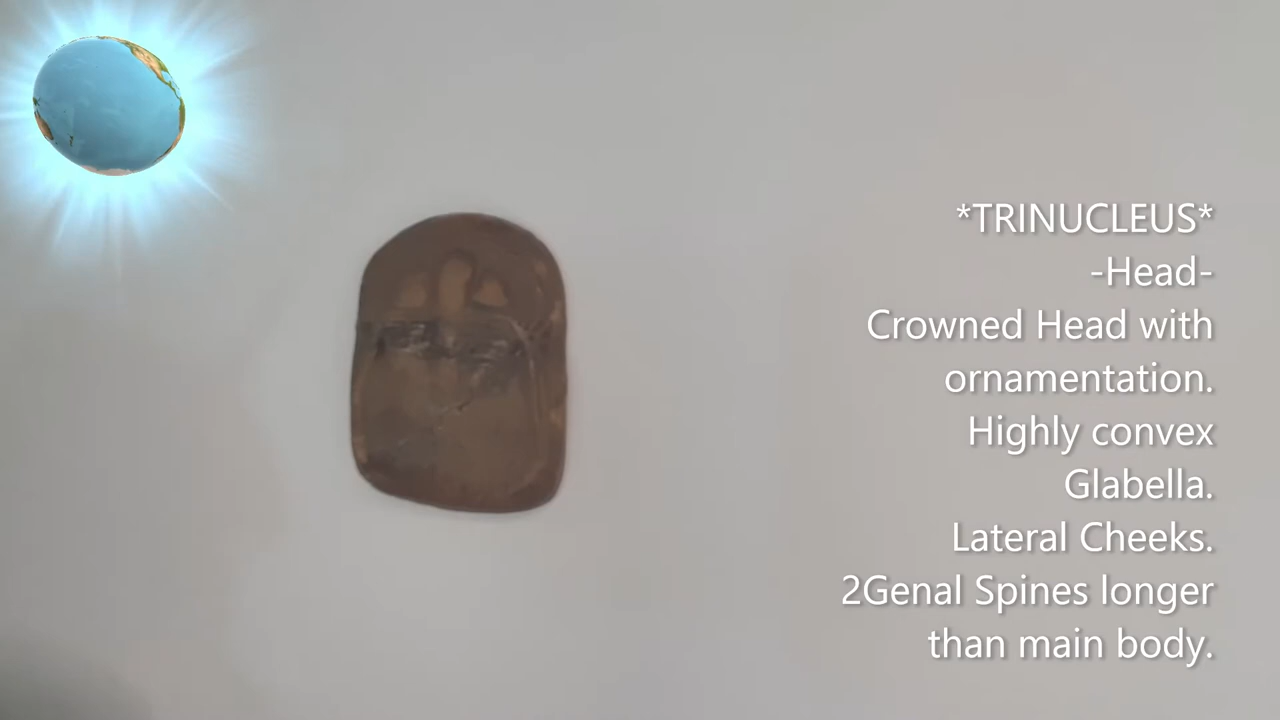 *TRINUCLEUS*
-Head-
Crowned Head with
ornamentation.
Highly convex
Glabella.
Lateral Cheeks.
2Genal Spines longer
than main body.